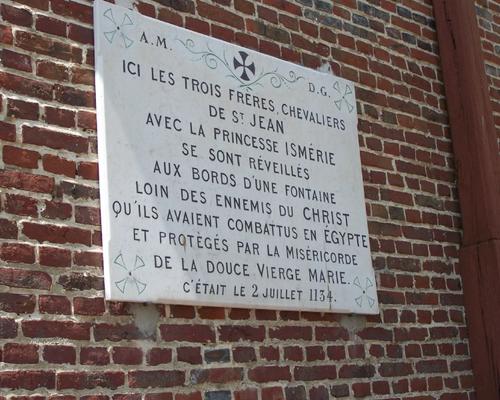 A.M. D.G.
ICI LES TROIS FRÈRES, CHEVALIERS
DE ST JEAN
AVEC LA PRINCESSE ISMÉRIE
SE SONT RÉVEILLÉS
AUX BORDS D'UNE FONTAINE
LOIN DES ENNEMIS DU CHRIST
QU'ILS AVAIENT COMBATTUS EN ÉGYPTE
ET PROTÉGÉS PAR LA MISÉRICORDE
DE LA DOUCE VIERGE MARIE.
C'ÉTAIT LE 2 JUILLET 1134.